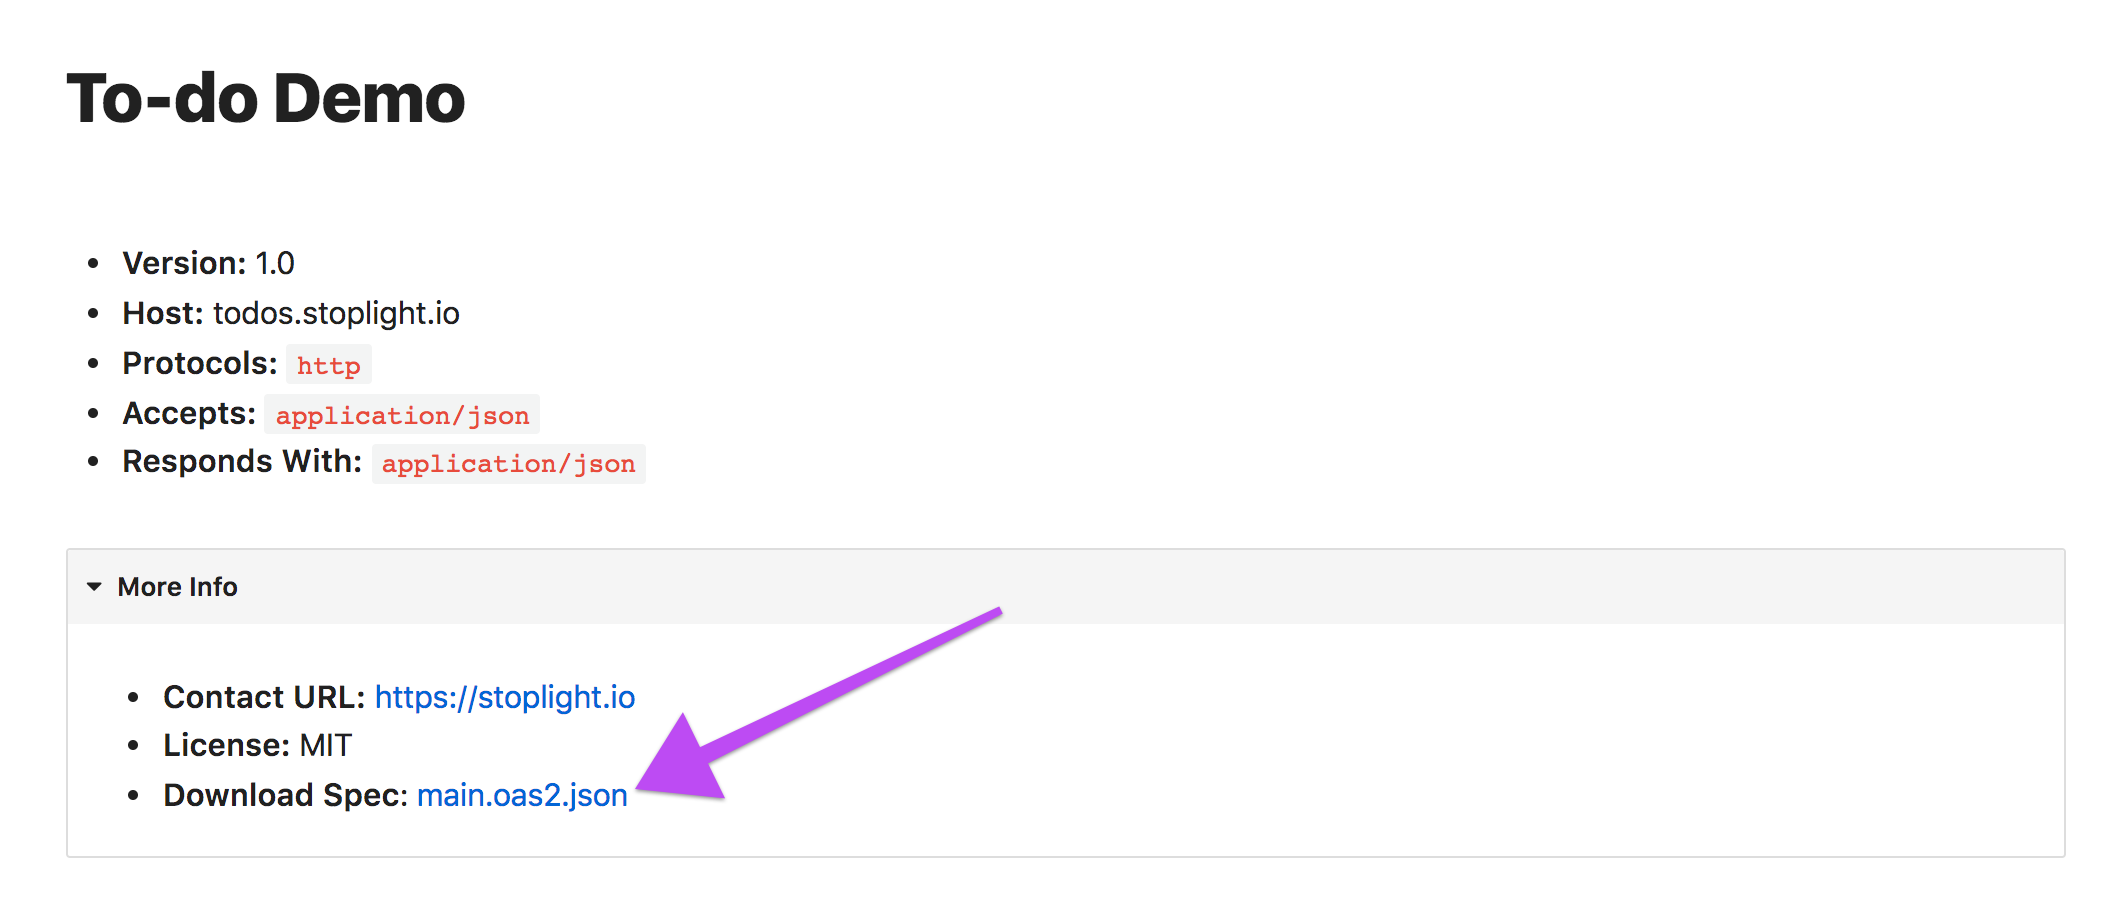 To-do Demo
Version: 1.0
Host: todos.stoplight.io
Protocols: http
Accepts: application/json
Responds With: application/json
More Info
Contact URL: https://stoplight.io
License: MIT
Download Spec: main.oas2.json